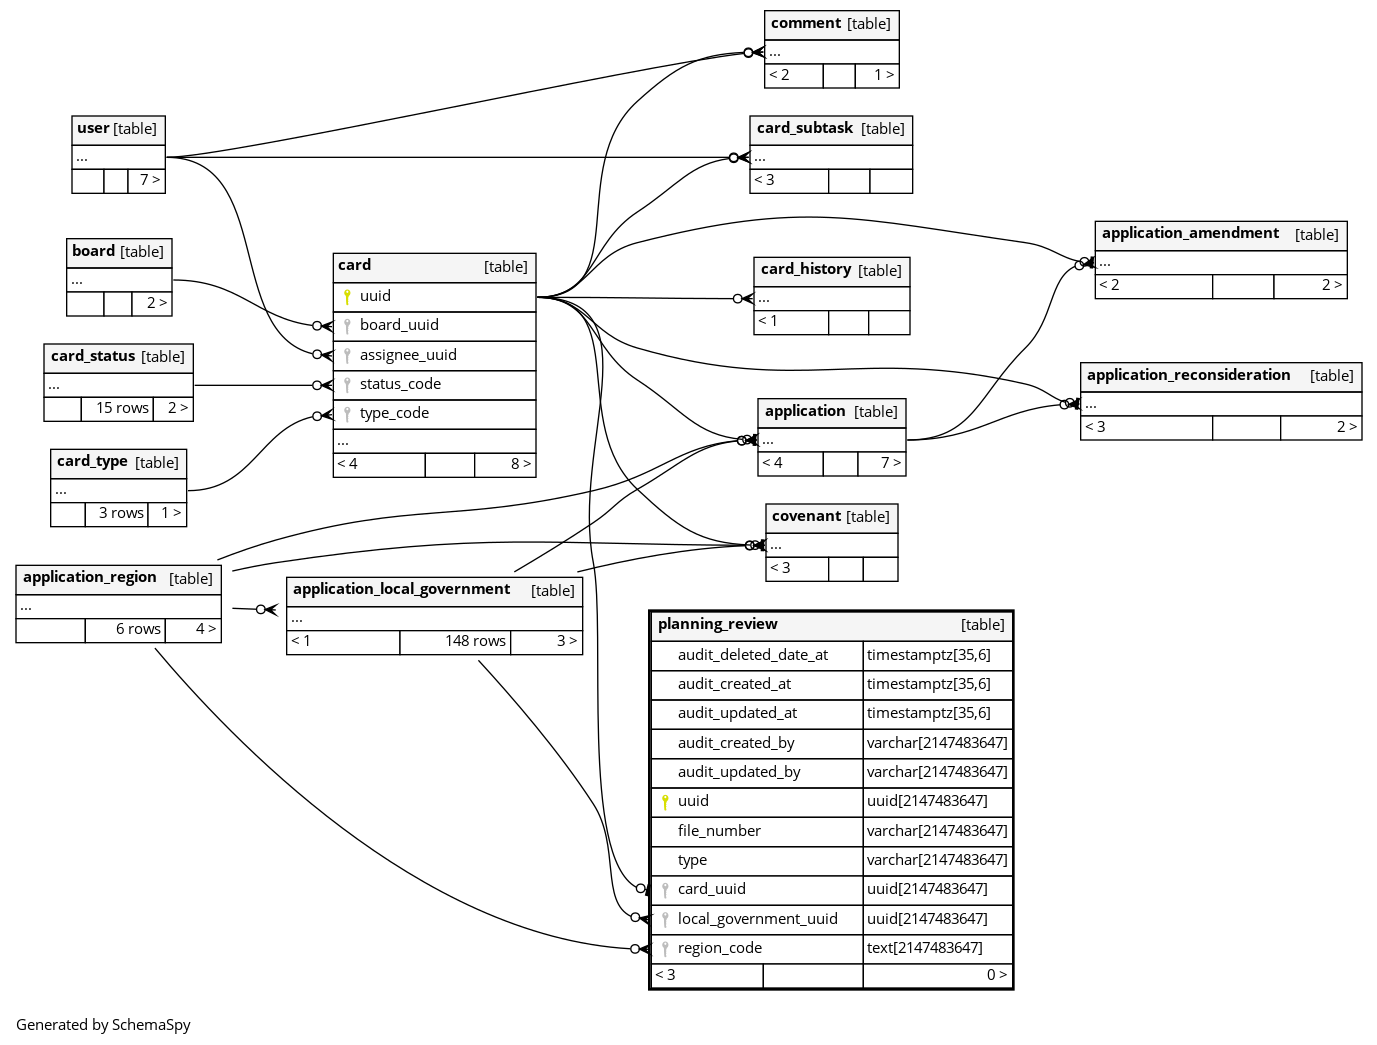 comment [table]
...
< 2 1 >
user [table]
...
7 >
card_subtask [table]
...
< 3
board [table]
...
2 >
card [table]
uuid
board_uuid
assignee_uuid
status_code
type_code
...
< 4 8 >
card_history [table]
...
< 1
application_amendment [table]
...
< 2 2 >
card_status [table]
...
15 rows 2 >
application [table]
...
< 4 7 >
application_reconsideration [table]
...
< 3 2 >
card_type [table]
...
3 rows 1 >
covenant [table]
...
< 3
application_region [table]
...
6 rows 4 >
application_local_government [table]
...
< 1 148 rows 3 >
planning_review [table]
audit_deleted_date_at timestamptz[35,6]
audit_created_at timestamptz[35,6]
audit_updated_at timestamptz[35,6]
audit_created_by varchar[2147483647]
audit_updated_by varchar[2147483647]
uuid uuid[2147483647]
file_number varchar[2147483647]
type varchar[2147483647]
card_uuid uuid[2147483647]
local_government_uuid uuid[2147483647]
region_code text[2147483647]
< 3 0 >
Generated by SchemaSpy